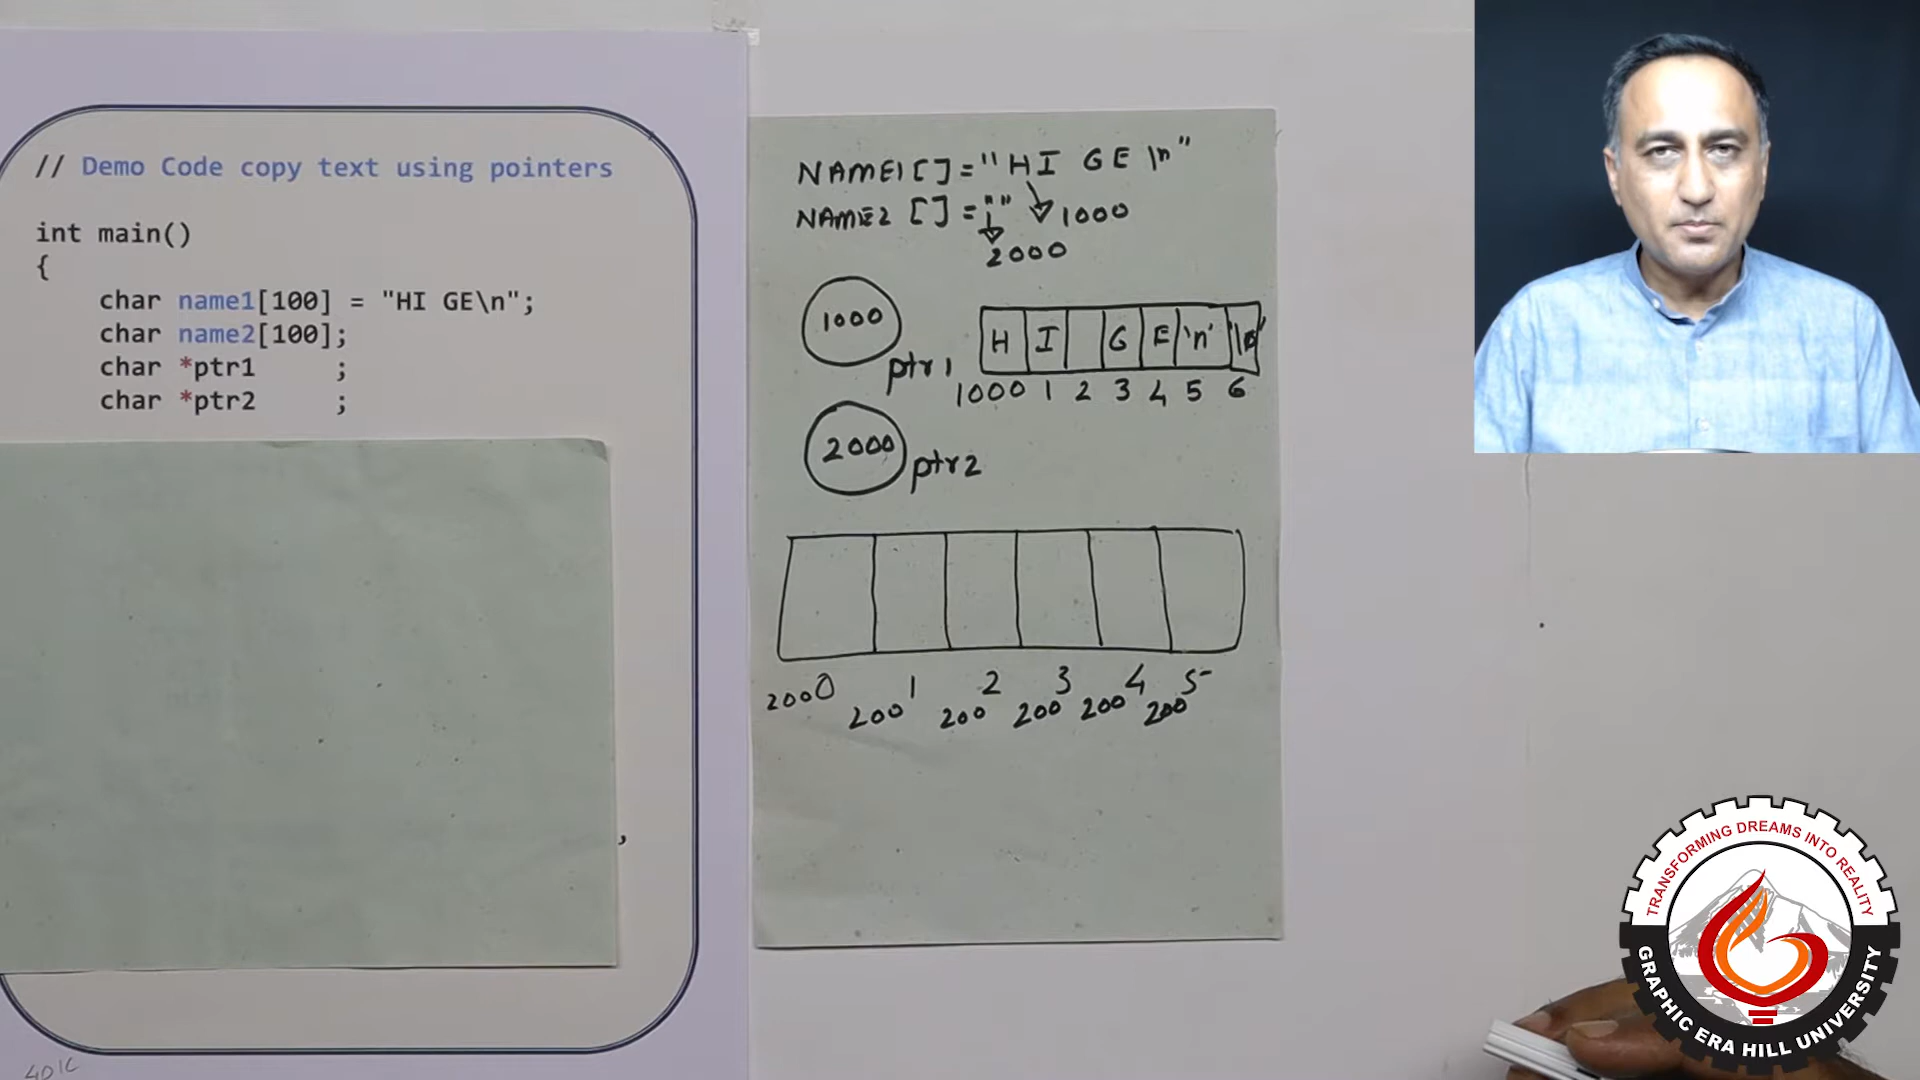 // Demo Code copy text using pointers
int main()
{
char name1[100] = "HI GE\n";
char name2[100];
char *ptr1 ;
char *ptr2 ;
,
NAME1[]="HI GE \n"
NAME2 []="" 1000
2000
1000
ptr1
H I G E '\n' '\0'
1000 1 2 3 4 5 6
2000 ptr2
2000 1 2 3 4 5
200 200 200 200 200
TRANSFORMING DREAMS INTO REALITY
GRAPHIC ERA HILL UNIVERSITY